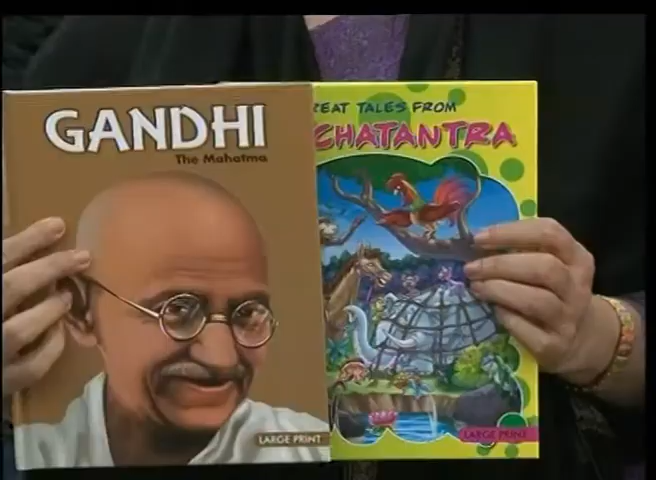 GANDHI
The Mahatma
LARGE PRINT
REAT TALES FROM
CHATANTRA
LARGE PRINT